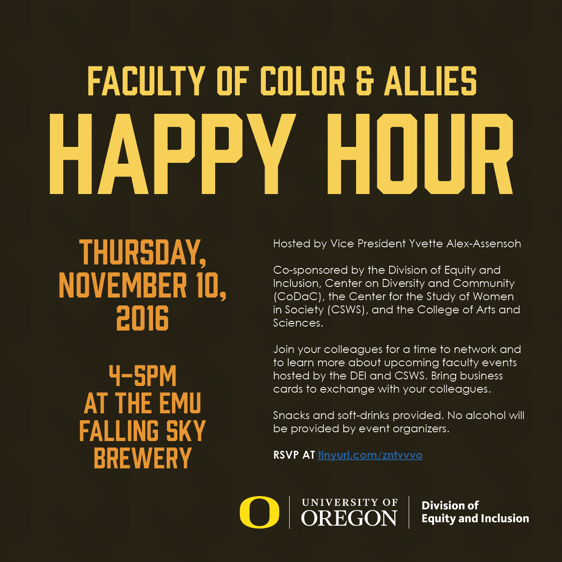 FACULTY OF COLOR & ALLIES
HAPPY HOUR
THURSDAY,
NOVEMBER 10,
2016
4-5PM
AT THE EMU
FALLING SKY
BREWERY
Hosted by Vice President Yvette Alex-Assensoh
Co-sponsored by the Division of Equity and
Inclusion, Center on Diversity and Community
(CoDaC), the Center for the Study of Women
in Society (CSWS), and the College of Arts and
Sciences.
Join your colleagues for a time to network and
to learn more about upcoming faculty events
hosted by the DEI and CSWS. Bring business
cards to exchange with your colleagues.
Snacks and soft-drinks provided. No alcohol will
be provided by event organizers.
RSVP AT tinyurl.com/zntvvvo
O
UNIVERSITY OF
OREGON
Division of
Equity and Inclusion